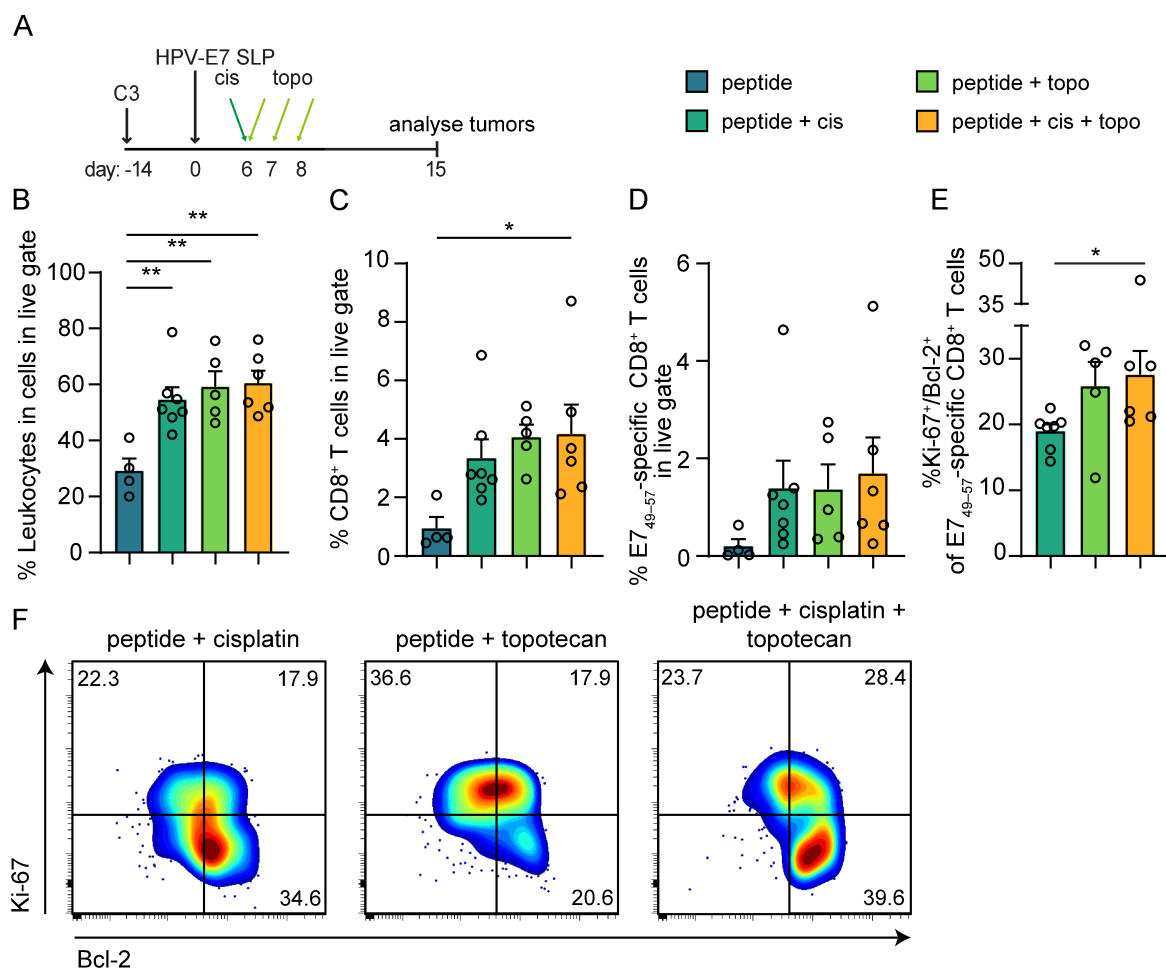 A
HPV-E7 SLP
cis topo
C3
analyse tumors
day: -14 0 6 7 8 15
peptide
peptide + cis
peptide + topo
peptide + cis + topo
B
% Leukocytes in cells in live gate
100
80
60
40
20
0
**
**
**
C
% CD8+ T cells in live gate
10
8
6
4
2
0
*
D
% E749–57-specific CD8+ T cells
in live gate
6
4
2
0
E
%Ki-67+/Bcl-2+
of E749–57-specific CD8+ T cells
50
35
30
20
10
0
*
F
peptide + cisplatin
22.3 17.9
34.6
peptide + topotecan
36.6 17.9
20.6
peptide + cisplatin +
topotecan
23.7 28.4
39.6
Ki-67
Bcl-2